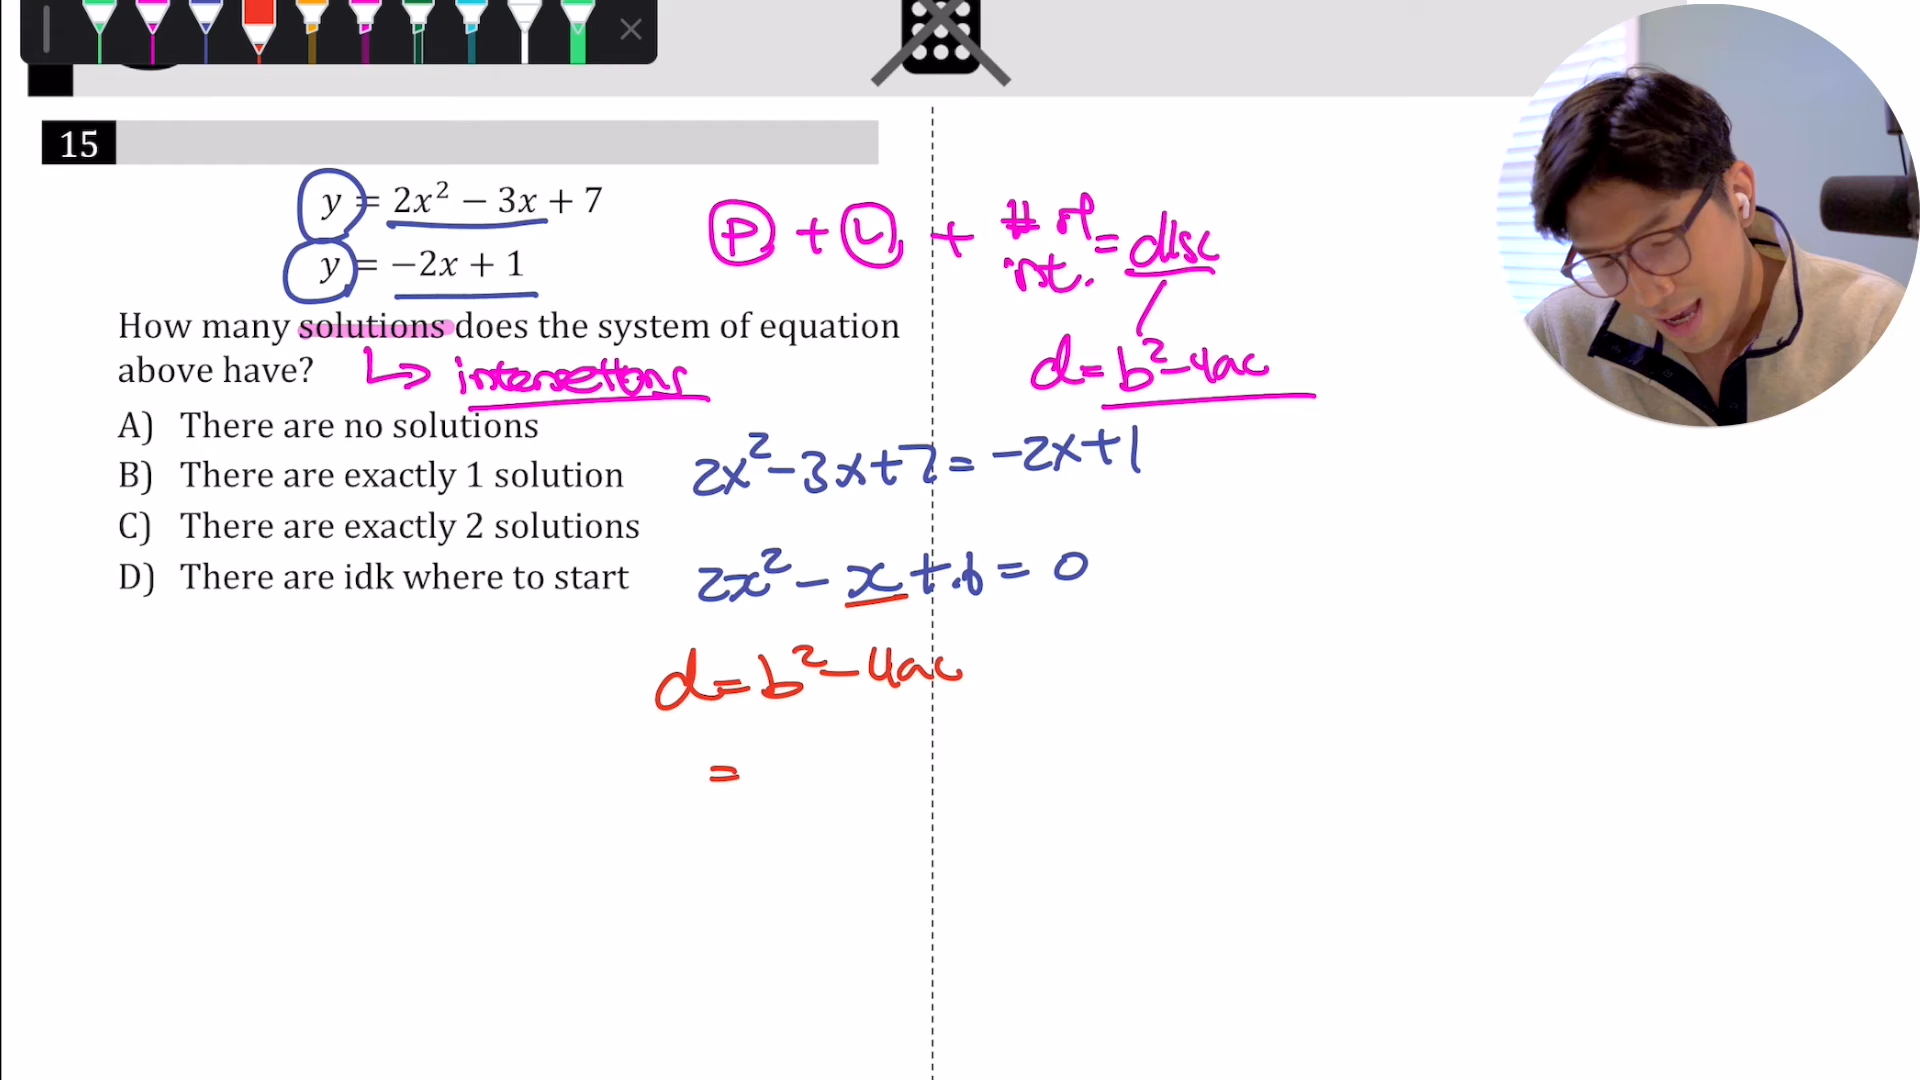 15
y = 2x² − 3x + 7
y = −2x + 1
How many solutions does the system of equation
above have?
A) There are no solutions
B) There are exactly 1 solution
C) There are exactly 2 solutions
D) There are idk where to start
intersections
P + L + # of int. = disc
d = b² - 4ac
2x² - 3x + 7 = -2x + 1
2x² - x + 6 = 0
d = b² - 4ac
=